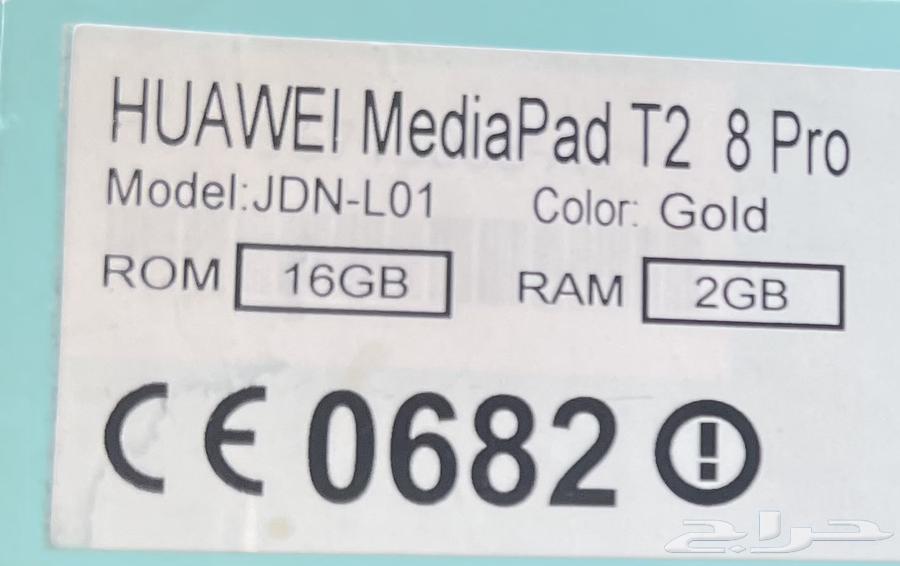 HUAWEI MediaPad T2 8 Pro
Model:JDN-L01 Color: Gold
ROM 16GB RAM 2GB
CE 0682
حراج